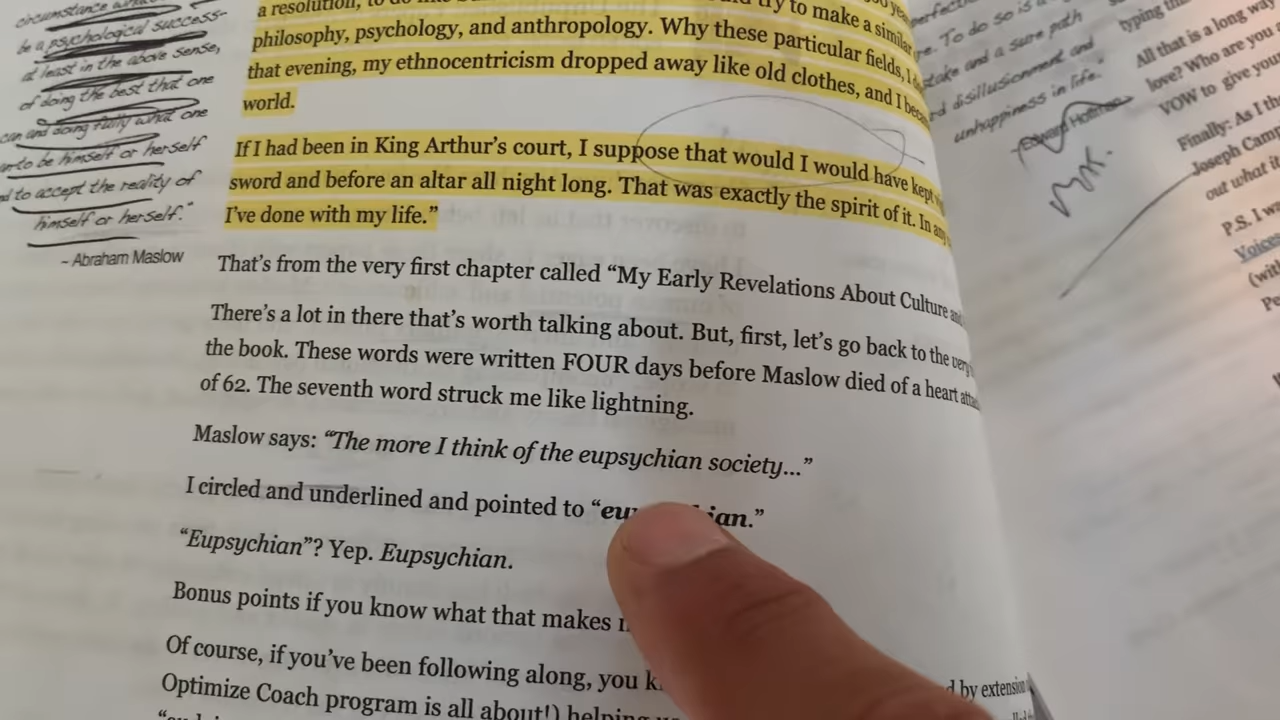 circumstance
be a psychological success-
at least in the above sense,
of doing the best that one
can and doing fully what one
to be himself or herself
to accept the reality of
himself or herself."
~ Abraham Maslow
a resolution, to
try to make a similar
philosophy, psychology, and anthropology. Why these particular fields, I
that evening, my ethnocentricism dropped away like old clothes, and I
world.
If I had been in King Arthur's court, I suppose that would I would have kept
sword and before an altar all night long. That was exactly the spirit of it. In
I've done with my life."
That's from the very first chapter called "My Early Revelations About Culture
There's a lot in there that's worth talking about. But, first, let's go back to the very
the book. These words were written FOUR days before Maslow died of a heart
of 62. The seventh word struck me like lightning.
Maslow says: "The more I think of the eupsychian society..."
I circled and underlined and pointed to "eu ian."
"Eupsychian"? Yep. Eupsychian.
Bonus points if you know what that makes
Of course, if you've been following along, you
d by extension
Optimize Coach program is all about!) helping
To do so is a
and a sure path
disillusionment and
unhappiness in life."
Edward Hoffman
typing
All that is a long way
love? Who are you
VOW to give your
Finally: As I
Joseph Camp
out what it
P.S. I
Voices
(with